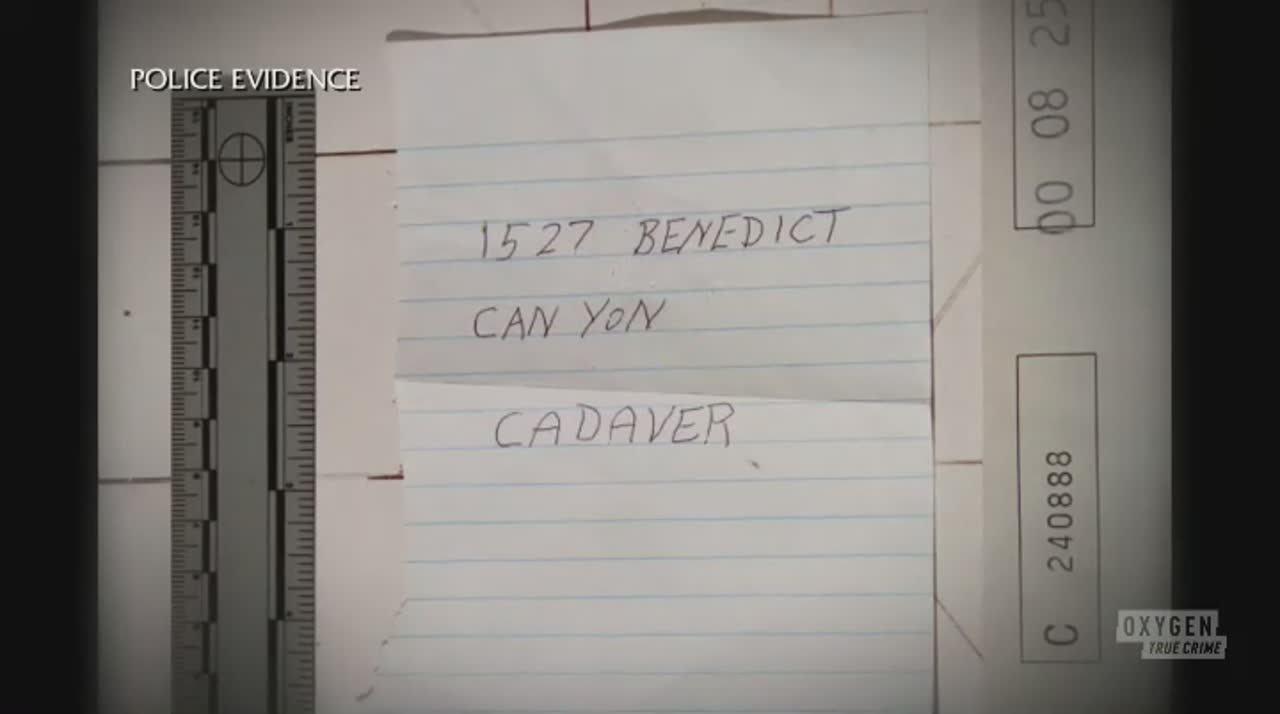 POLICE EVIDENCE
1527 BENEDICT
CAN YON
CADAVER
00 08 25
C 240888
OXYGEN
TRUE CRIME